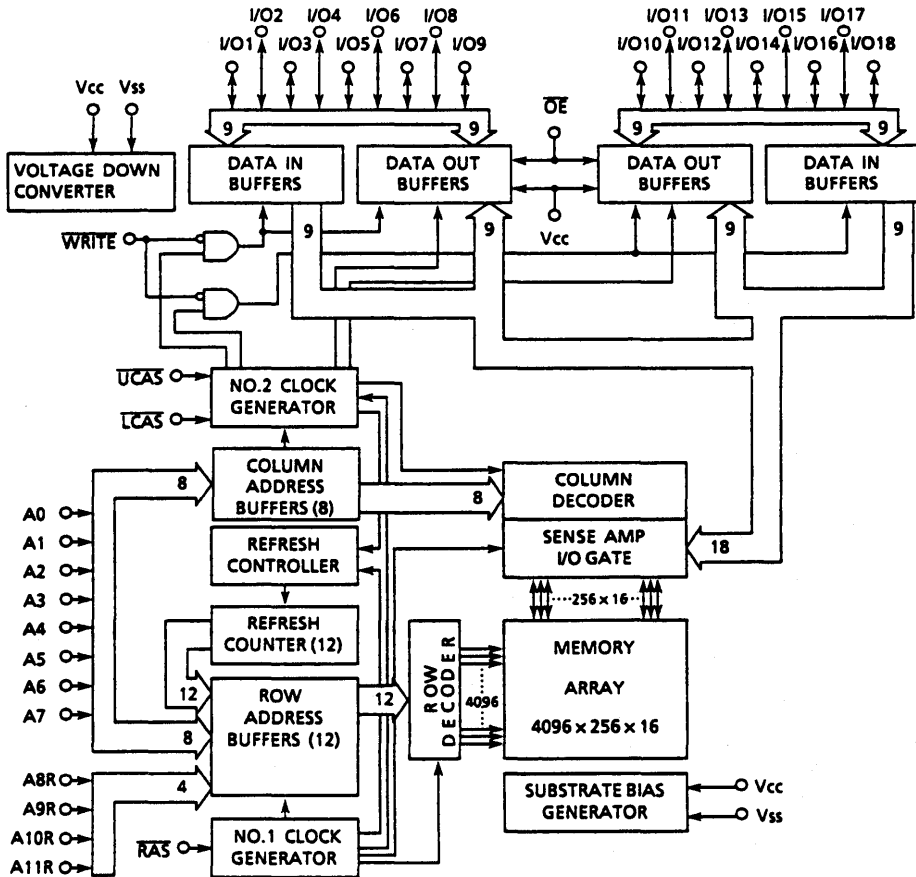 I/O2 I/O4 I/O6 I/O8 I/O11 I/O13 I/O15 I/O17
I/O1 I/O3 I/O5 I/O7 I/O9 I/O10 I/O12 I/O14 I/O16 I/O18
Vcc Vss
OE
9 9 9 9
VOLTAGE DOWN
CONVERTER
DATA IN
BUFFERS
DATA OUT
BUFFERS
DATA OUT
BUFFERS
DATA IN
BUFFERS
Vcc
WRITE
9 9 9 9
UCAS
LCAS
NO.2 CLOCK
GENERATOR
COLUMN
ADDRESS
BUFFERS (8)
8
8
COLUMN
DECODER
SENSE AMP
I/O GATE
18
A0
A1
A2
A3
A4
A5
A6
A7
REFRESH
CONTROLLER
REFRESH
COUNTER (12)
256 x 16
12
8
4
ROW
ADDRESS
BUFFERS (12)
12
ROW
DECODER
4096
MEMORY
ARRAY
4096 x 256 x 16
A8R
A9R
A10R
A11R
RAS
NO.1 CLOCK
GENERATOR
SUBSTRATE BIAS
GENERATOR
Vcc
Vss